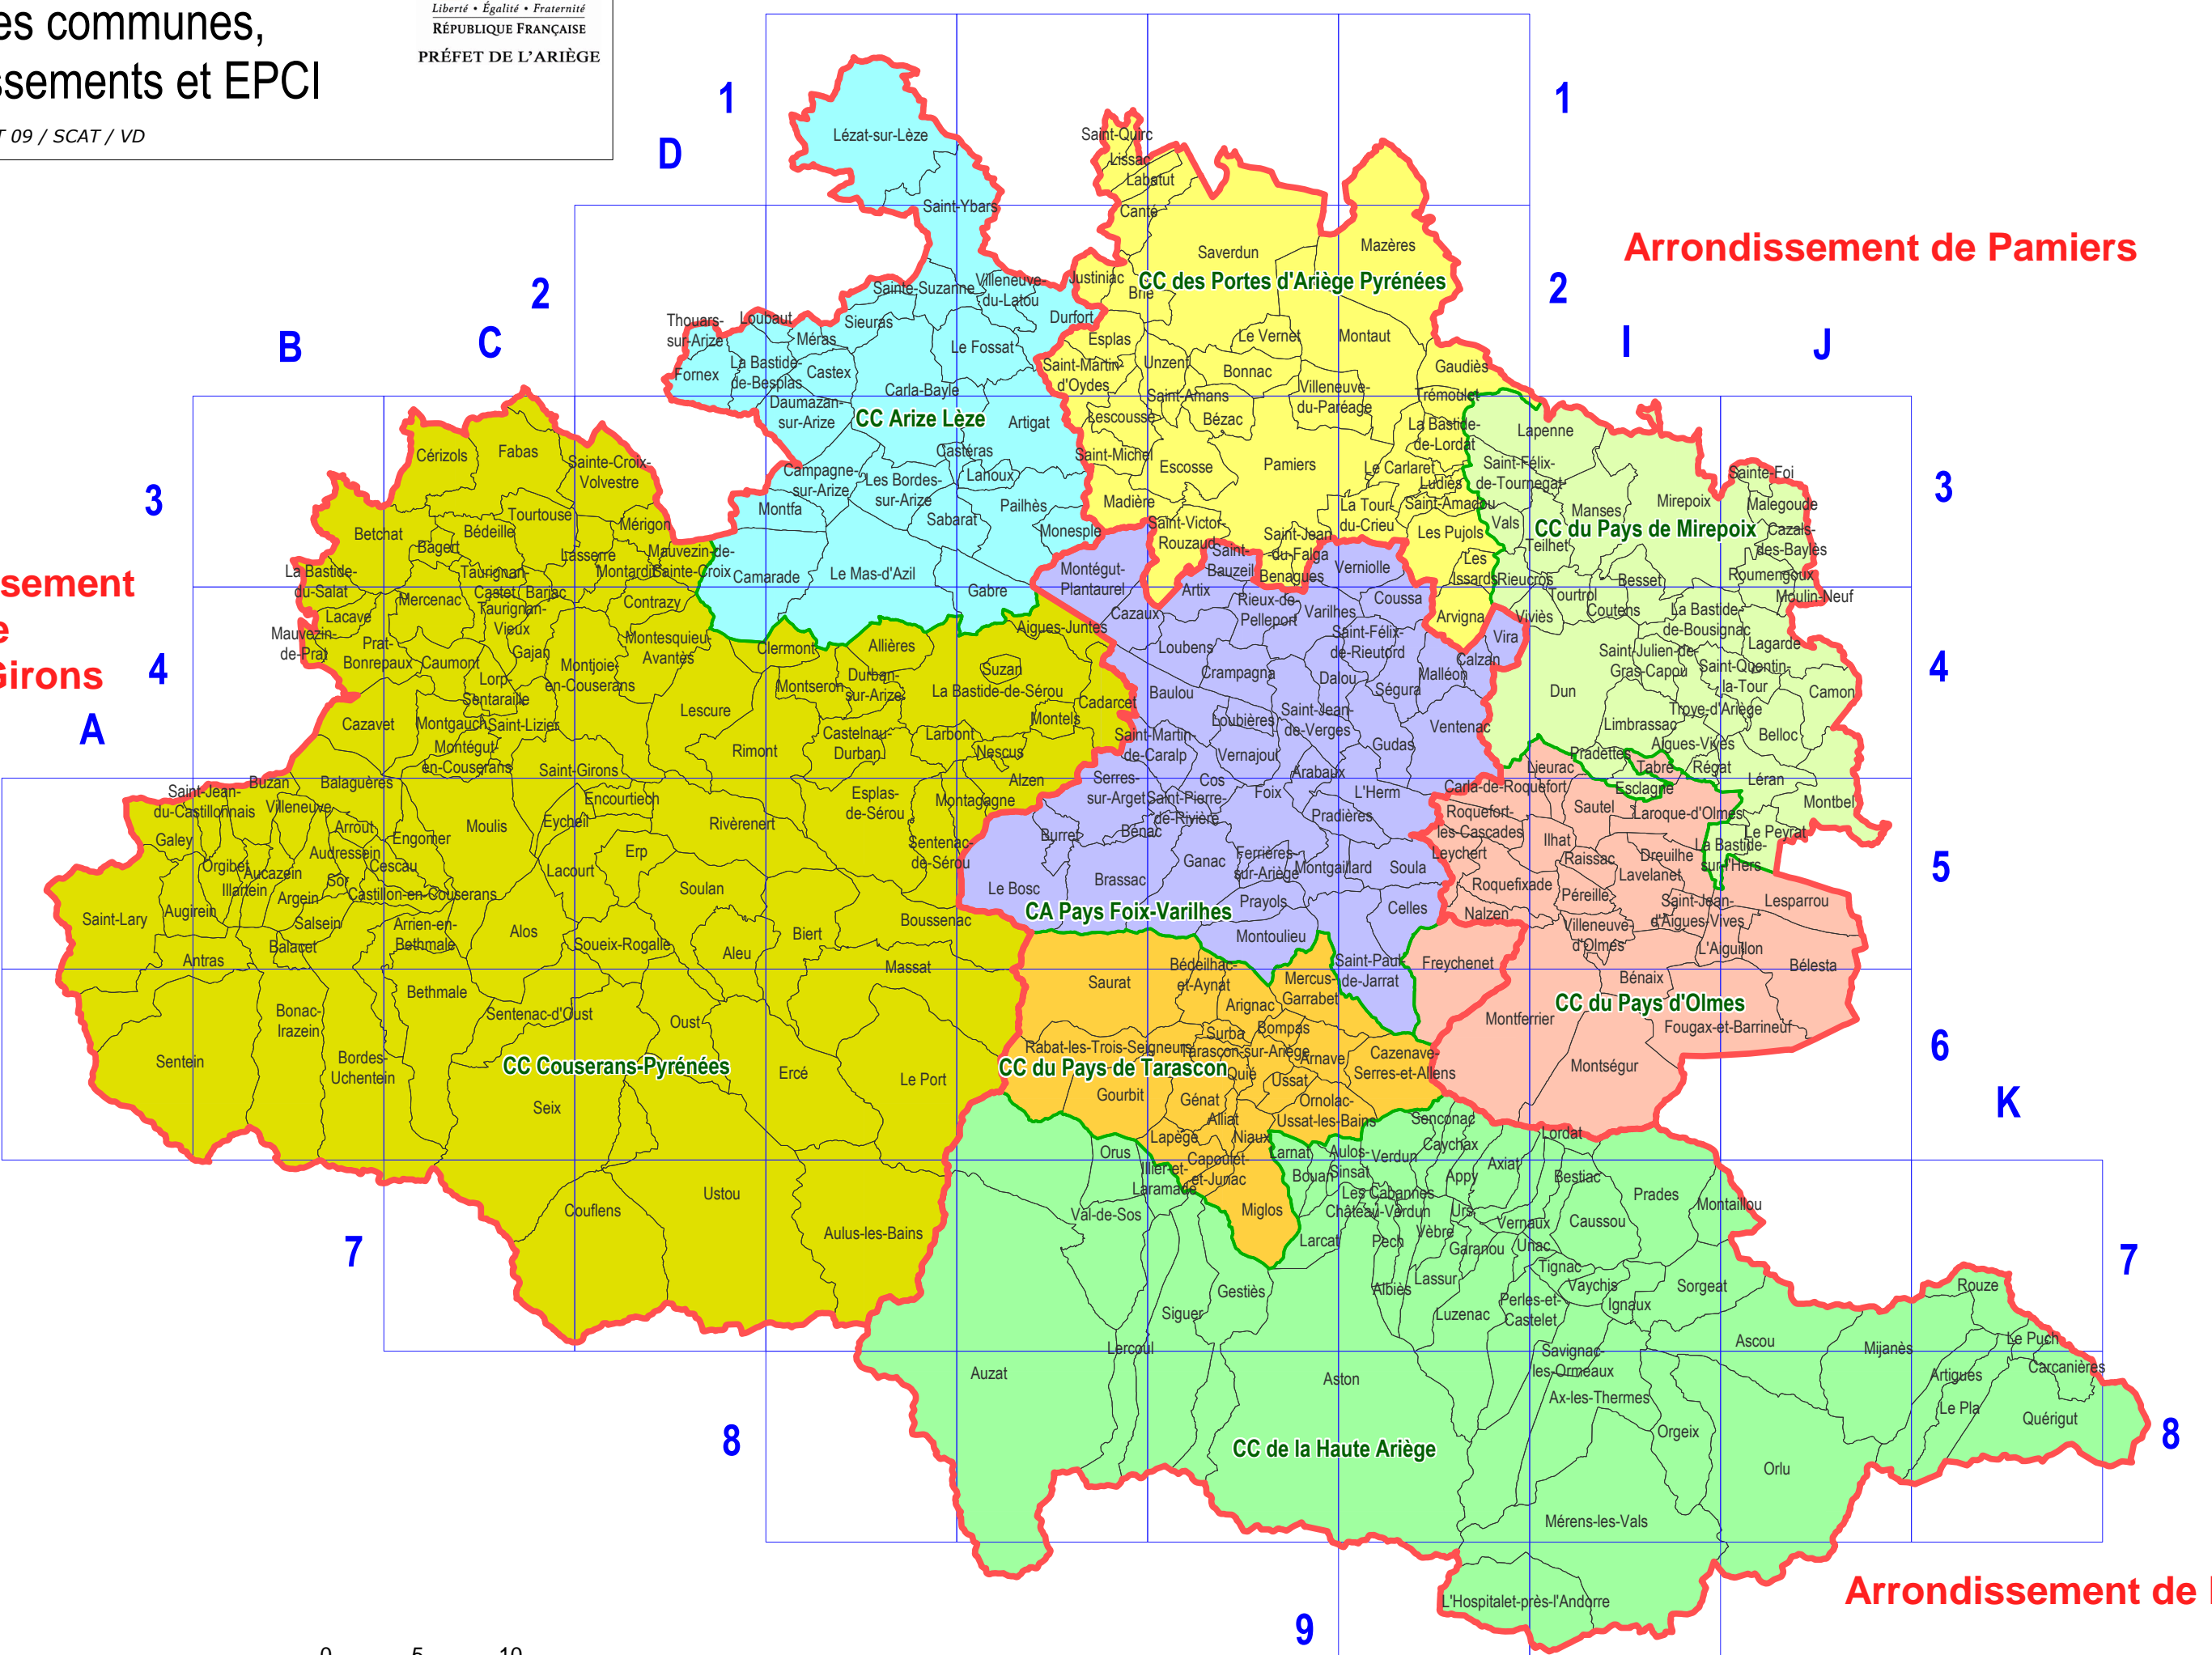 es communes,
ssements et EPCI
T 09 / SCAT / VD
Liberté • Égalité • Fraternité
RÉPUBLIQUE FRANÇAISE
PRÉFET DE L'ARIÈGE
1
1
D
2
2
B
C
I
J
3
3
4
4
A
5
6
K
7
7
8
8
9
Arrondissement de Pamiers
ssement
e
Girons
Arrondissement de
CC Arize Lèze
Lézat-sur-Lèze
Saint-Ybars
Sainte-Suzanne
Villeneuve-
du-Latou
Durfort
Thouars-
sur-Arize
Loubaut
Méras
Sieuras
Le Fossat
Fornex
La Bastide-
de-Besplas
Castex
Carla-Bayle
Daumazan-
sur-Arize
Artigat
Castéras
Campagne-
sur-Arize
Les Bordes-
sur-Arize
Lanoux
Pailhès
Montfa
Sabarat
Monesple
Camarade
Le Mas-d'Azil
Gabre
CC des Portes d'Ariège Pyrénées
Saint-Quirc
Lissac
Labatut
Canté
Saverdun
Mazères
Justiniac
Brie
Esplas
Le Vernet
Montaut
Saint-Martin-
d'Oydes
Unzent
Bonnac
Gaudiès
Saint-Amans
Villeneuve-
du-Paréage
Trémoulet
Lescousse
Bézac
La Bastide-
de-Lordat
Saint-Michel
Escosse
Pamiers
Le Carlaret
Ludiès
Madière
La Tour-
du-Crieu
Saint-Amadou
Saint-Victor-
Rouzaud
Saint-Jean-
du-Falga
Les Pujols
Benagues
Les
Issards
Arvigna
CC du Pays de Mirepoix
Lapenne
Saint-Félix-
de-Tournegat
Manses
Mirepoix
Sainte-Foi
Malegoude
Vals
Teilhet
Cazals-
des-Baylès
Roumengoux
Moulin-Neuf
Rieucros
Besset
Tourtrol
Coutens
Viviès
La Bastide-
de-Bousignac
Lagarde
Saint-Julien-de-
Gras-Capou
Saint-Quentin-
la-Tour
Camon
Dun
Limbrassac
Troye-d'Ariège
Belloc
Pradettes
Aigues-Vives
Régat
Léran
Esclagne
Montbel
Le Peyrat
La Bastide-
sur-l'Hers
CA Pays Foix-Varilhes
Montégut-
Plantaurel
Saint-
Bauzeil
Verniolle
Artix
Rieux-de-
Pelleport
Varilhes
Coussa
Cazaux
Loubens
Saint-Félix-
de-Rieutord
Vira
Calzan
Crampagna
Dalou
Malléon
Ségura
Baulou
Loubières
Saint-Jean-
de-Verges
Ventenac
Saint-Martin-
de-Caralp
Vernajoul
Gudas
Serres-
sur-Arget
Cos
Arabaux
Foix
L'Herm
Saint-Pierre-
de-Rivière
Pradières
Burret
Bénac
Ganac
Ferrières-
sur-Ariège
Montgaillard
Soula
Le Bosc
Brassac
Prayols
Celles
Montoulieu
Saint-Paul-
de-Jarrat
Freychenet
CC du Pays d'Olmes
Lieurac
Tabre
Carla-de-Roquefort
Roquefort-
les-Cascades
Sautel
Laroque-d'Olmes
Leychert
Ilhat
Raissac
Dreuilhe
Lavelanet
Roquefixade
Péreille
Saint-Jean-
d'Aigues-Vives
Lesparrou
Nalzen
Villeneuve-
d'Olmes
L'Aiguillon
Bénaix
Bélesta
Montferrier
Fougax-et-Barrineuf
Montségur
CC Couserans-Pyrénées
Cérizols
Fabas
Sainte-Croix-
Volvestre
Betchat
Bédeille
Tourtouse
Mérigon
Bagert
Lasserre
Mauvezin-de-
Sainte-Croix
La Bastide-
du-Salat
Taurignan-
Castet
Montardit
Barjac
Mercenac
Contrazy
Lacave
Taurignan-
Vieux
Mauvezin-
de-Prat
Prat-
Bonrepaux
Caumont
Gajan
Montesquieu-
Avantès
Clermont
Allières
Aigues-Juntes
Lorp-
Sentaraille
Montjoie-
en-Couserans
Montseron
Durban-
sur-Arize
Suzan
La Bastide-de-Sérou
Cadarcet
Cazavet
Montgauch
Saint-Lizier
Lescure
Montels
Montégut-
en-Couserans
Rimont
Castelnau-
Durban
Larbont
Nescus
Saint-Girons
Alzen
Saint-Jean-
du-Castillonnais
Buzan
Balaguères
Encourtiech
Esplas-
de-Sérou
Montagagne
Villeneuve
Arrout
Engomer
Moulis
Eycheil
Rivèrenert
Galey
Orgibet
Audressein
Erp
Sentenac-
de-Sérou
Aucazein
Cescau
Illartein
Sor
Argein
Castillon-en-Couserans
Lacourt
Soulan
Saint-Lary
Augirein
Salsein
Arrien-en-
Bethmale
Alos
Soueix-Rogalle
Aleu
Biert
Boussenac
Antras
Balacet
Massat
Bethmale
Sentein
Bonac-
Irazein
Bordes-
Uchentein
Sentenac-d'Oust
Oust
Ercé
Le Port
Seix
Couflens
Ustou
Aulus-les-Bains
CC du Pays de Tarascon
Saurat
Bédeilhac-
et-Aynat
Mercus-
Garrabet
Arignac
Bompas
Rabat-les-Trois-Seigneurs
Surba
Tarascon-sur-Ariège
Arnave
Cazenave-
Serres-et-Allens
Quié
Ussat
Gourbit
Génat
Ornolac-
Ussat-les-Bains
Alliat
Lapège
Niaux
Capoulet-
et-Junac
Miglos
CC de la Haute Ariège
Senconac
Caychax
Lordat
Orus
Illier-et-
Laramade
Larnat
Aulos-
Sinsat
Verdun
Axiat
Bestiac
Bouan
Les Cabannes
Appy
Prades
Montaillou
Val-de-Sos
Château-Verdun
Urs
Vernaux
Caussou
Larcat
Pech
Vèbre
Garanou
Unac
Tignac
Gestiès
Albiès
Lassur
Vaychis
Sorgeat
Rouze
Siguer
Luzenac
Perles-et-
Castelet
Ignaux
Lercoul
Savignac-
les-Ormeaux
Ascou
Mijanès
Le Puch
Carcanières
Auzat
Aston
Ax-les-Thermes
Artigues
Le Pla
Quérigut
Orgeix
Orlu
Mérens-les-Vals
L'Hospitalet-près-l'Andorre
0 5 10